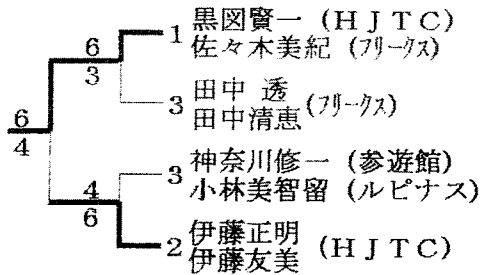 1 黒図賢一 (HJTC)
佐々木美紀 (フリークス)
6
3
3 田中 透
田中清恵 (フリークス)
6
4
3 神奈川修一 (参遊館)
小林美智留 (ルピナス)
4
6
2 伊藤正明
伊藤友美 (HJTC)